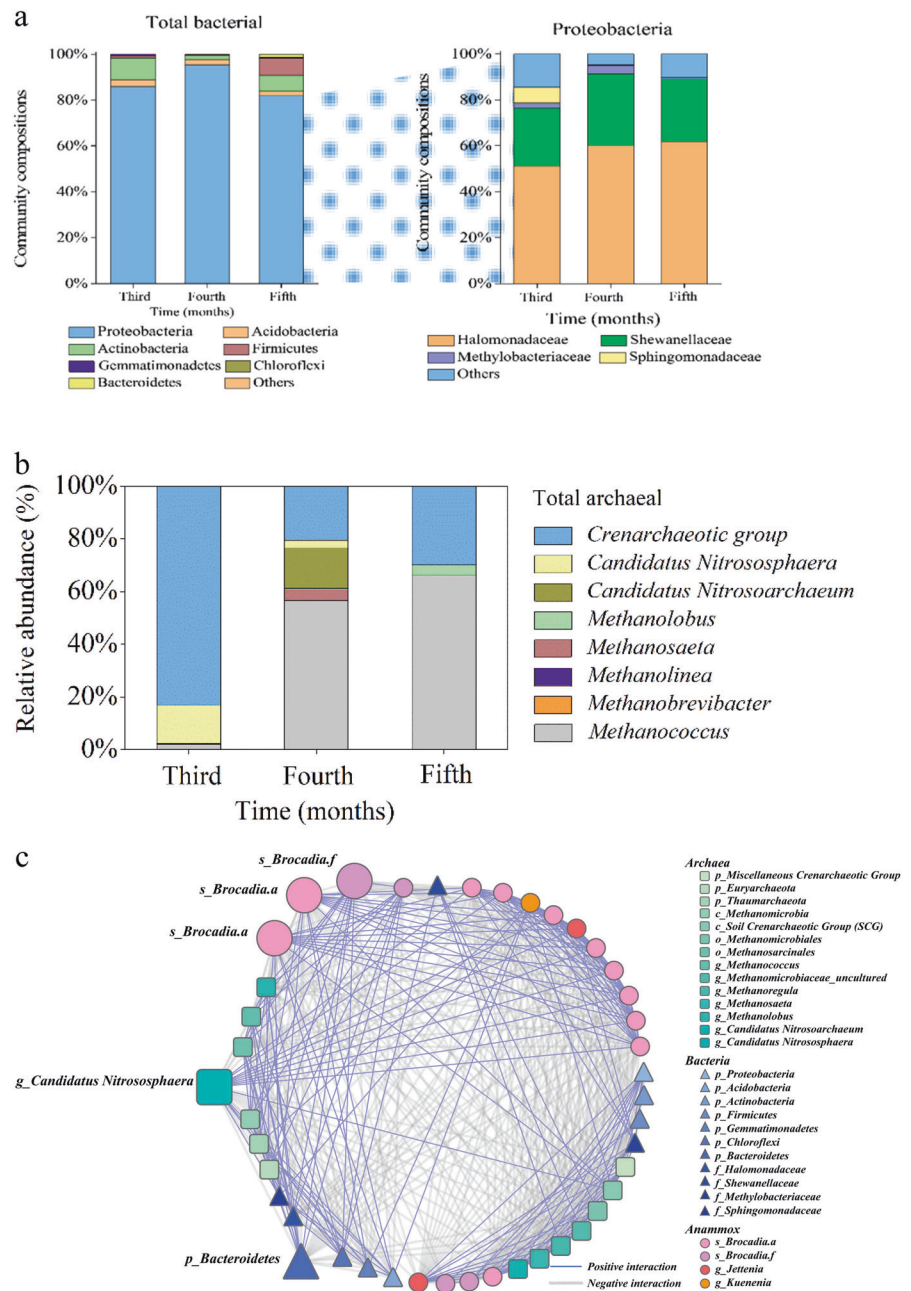 a
Total bacterial
Community compositions
100%
80%
60%
40%
20%
0%
Third Fourth Fifth
Time (months)
Proteobacteria Acidobacteria
Actinobacteria Firmicutes
Gemmatimonadetes Chloroflexi
Bacteroidetes Others
Proteobacteria
Community compositions
100%
80%
60%
40%
20%
0%
Third Fourth Fifth
Time (months)
Halomonadaceae Shewanellaceae
Methylobacteriaceae Sphingomonadaceae
Others
b
Relative abundance (%)
100%
80%
60%
40%
20%
0%
Third Fourth Fifth
Time (months)
Total archaeal
Crenarchaeotic group
Candidatus Nitrososphaera
Candidatus Nitrosoarchaeum
Methanolobus
Methanosaeta
Methanolinea
Methanobrevibacter
Methanococcus
c
s_Brocadia.f
s_Brocadia.a
s_Brocadia.a
g_Candidatus Nitrososphaera
p_Bacteroidetes
Positive interaction
Negative interaction
Archaea
p_Miscellaneous Crenarchaeotic Group
p_Euryarchaeota
p_Thaumarchaeota
c_Methanomicrobia
c_Soil Crenarchaeotic Group (SCG)
o_Methanomicrobiales
o_Methanosarcinales
g_Methanococcus
g_Methanomicrobiaceae_uncultured
g_Methanoregula
g_Methanosaeta
g_Methanolobus
g_Candidatus Nitrosoarchaeum
g_Candidatus Nitrososphaera
Bacteria
p_Proteobacteria
p_Acidobacteria
p_Actinobacteria
p_Firmicutes
p_Gemmatimonadetes
p_Chloroflexi
p_Bacteroidetes
f_Halomonadaceae
f_Shewanellaceae
f_Methylobacteriaceae
f_Sphingomonadaceae
Anammox
s_Brocadia.a
s_Brocadia.f
g_Jettenia
g_Kuenenia